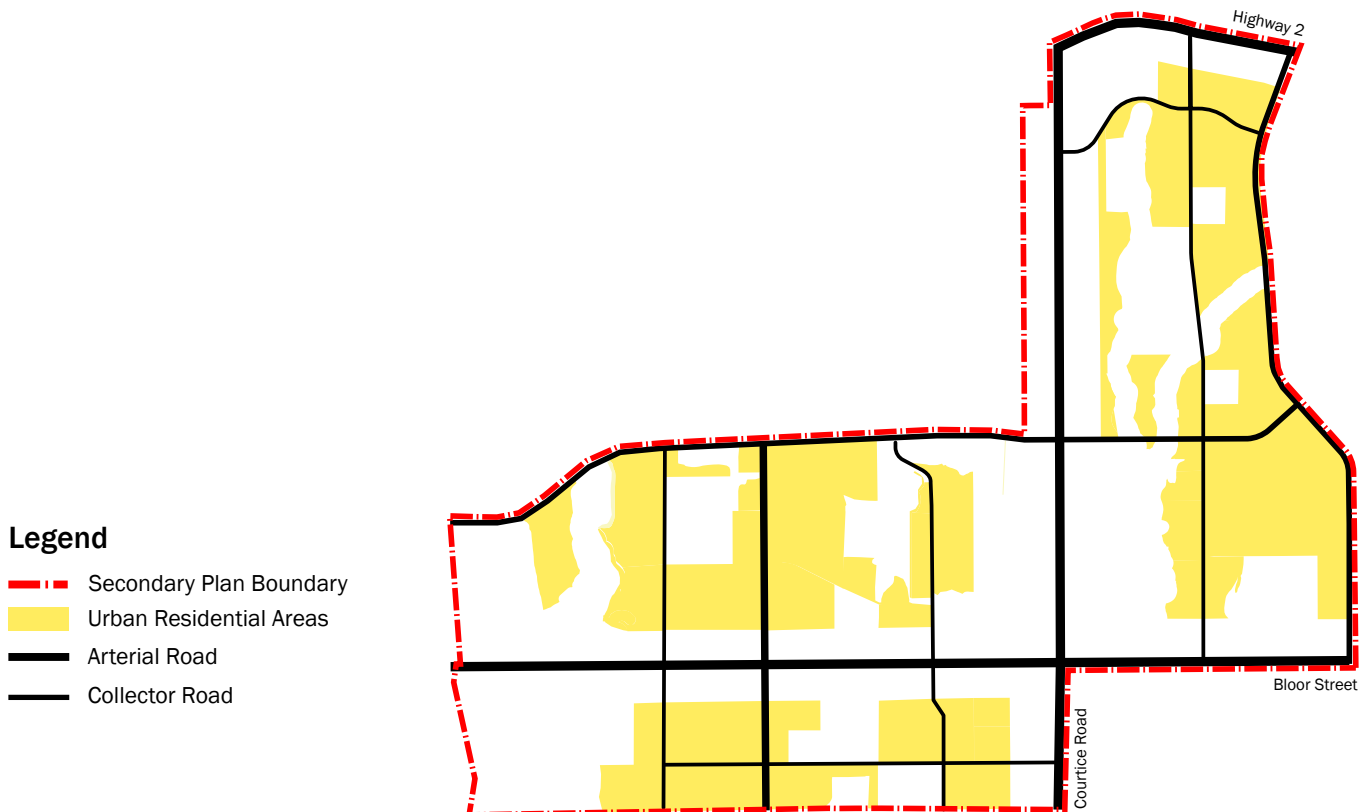 Highway 2
Legend
Secondary Plan Boundary
Urban Residential Areas
Arterial Road
Collector Road
Bloor Street
Courtice Road